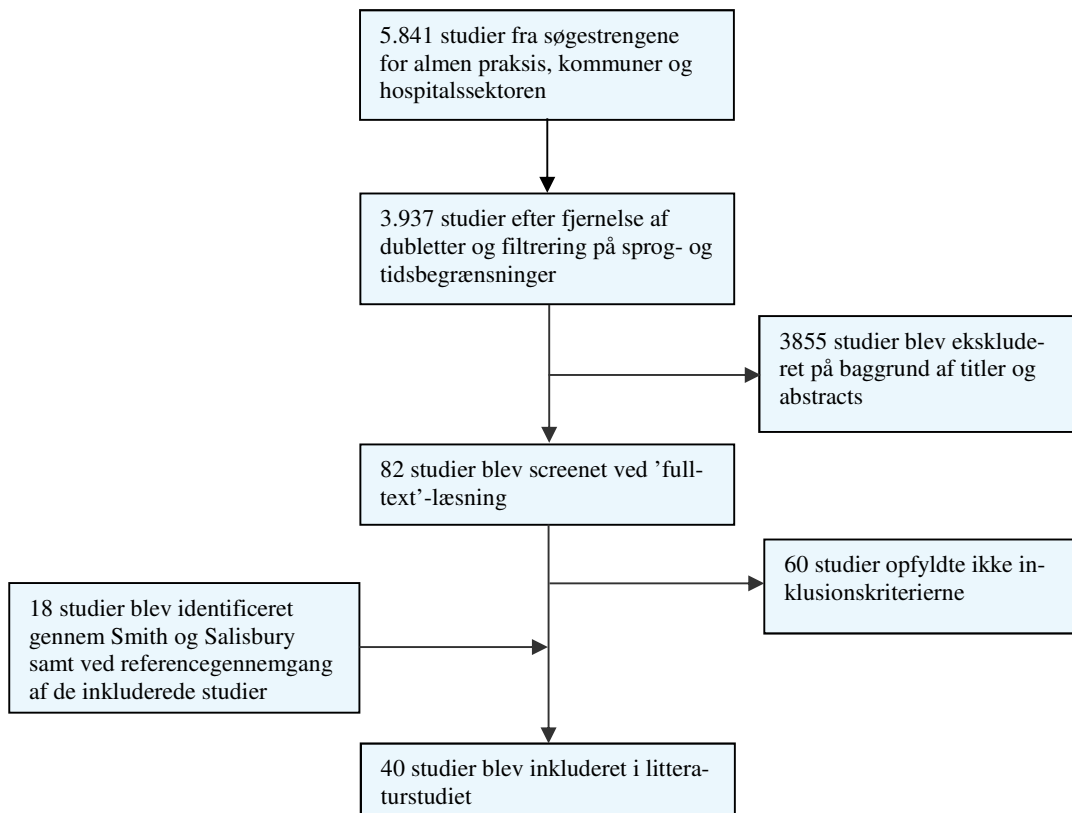 5.841 studier fra søgestrengene
for almen praksis, kommuner og
hospitalssektoren
3.937 studier efter fjernelse af
dubletter og filtrering på sprog- og
tidsbegrænsninger
3855 studier blev eksklude-
ret på baggrund af titler og
abstracts
82 studier blev screenet ved ’full-
text’-læsning
60 studier opfyldte ikke in-
klusionskriterierne
18 studier blev identificeret
gennem Smith og Salisbury
samt ved referencegennemgang
af de inkluderede studier
40 studier blev inkluderet i littera-
turstudiet